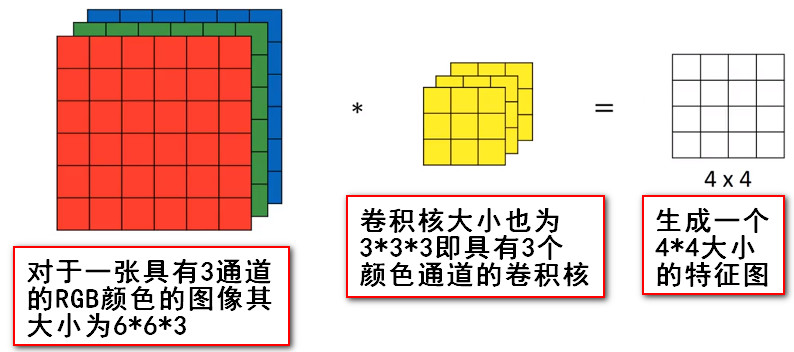 *
=
4 x 4
对于一张具有3通道
的RGB颜色的图像其
大小为6*6*3
卷积核大小也为
3*3*3即具有3个
颜色通道的卷积核
生成一个
4*4大小
的特征图